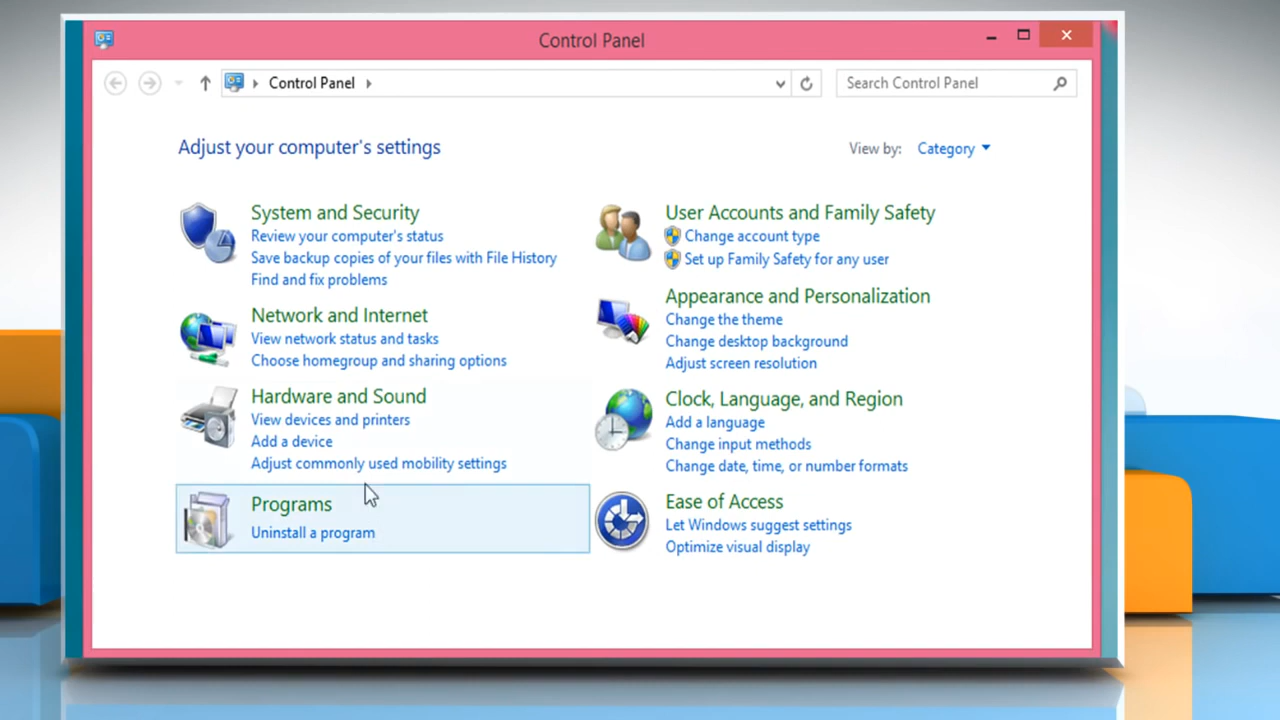 Control Panel
Control Panel
Search Control Panel
Adjust your computer's settings
View by: Category
System and Security
Review your computer's status
Save backup copies of your files with File History
Find and fix problems
Network and Internet
View network status and tasks
Choose homegroup and sharing options
Hardware and Sound
View devices and printers
Add a device
Adjust commonly used mobility settings
Programs
Uninstall a program
User Accounts and Family Safety
Change account type
Set up Family Safety for any user
Appearance and Personalization
Change the theme
Change desktop background
Adjust screen resolution
Clock, Language, and Region
Add a language
Change input methods
Change date, time, or number formats
Ease of Access
Let Windows suggest settings
Optimize visual display